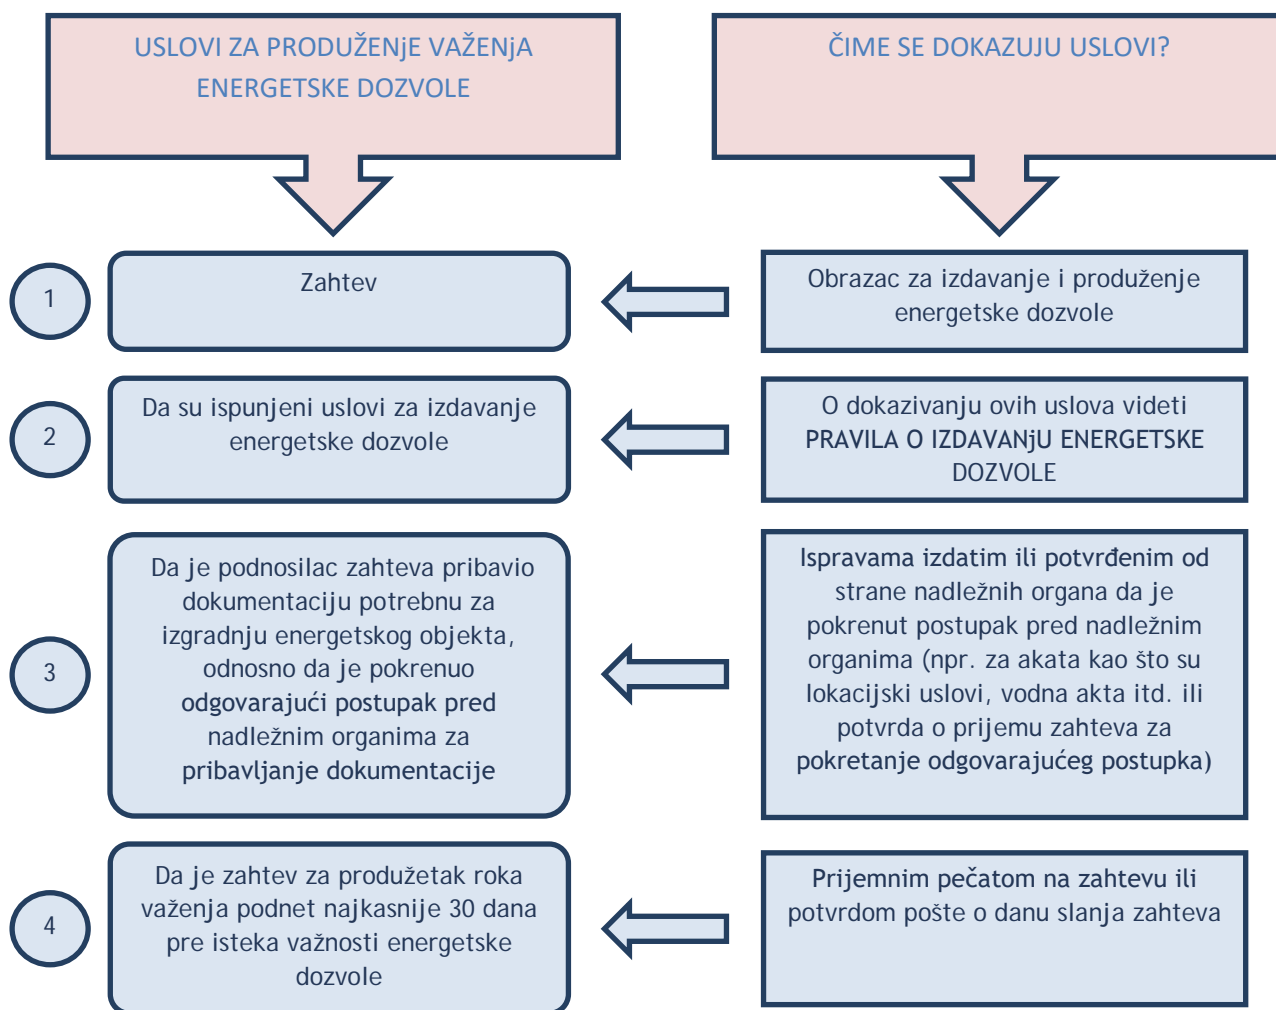 USLOVI ZA PRODUŽENjE VAŽENjA
ENERGETSKE DOZVOLE
ČIME SE DOKAZUJU USLOVI?
1
Zahtev
Obrazac za izdavanje i produženje
energetske dozvole
2
Da su ispunjeni uslovi za izdavanje
energetske dozvole
O dokazivanju ovih uslova videti
PRAVILA O IZDAVANjU ENERGETSKE
DOZVOLE
3
Da je podnosilac zahteva pribavio
dokumentaciju potrebnu za
izgradnju energetskog objekta,
odnosno da je pokrenuo
odgovarajući postupak pred
nadležnim organima za
pribavljanje dokumentacije
Ispravama izdatim ili potvrđenim od
strane nadležnih organa da je
pokrenut postupak pred nadležnim
organima (npr. za akata kao što su
lokacijski uslovi, vodna akta itd. ili
potvrda o prijemu zahteva za
pokretanje odgovarajućeg postupka)
4
Da je zahtev za produžetak roka
važenja podnet najkasnije 30 dana
pre isteka važnosti energetske
dozvole
Prijemnim pečatom na zahtevu ili
potvrdom pošte o danu slanja zahteva